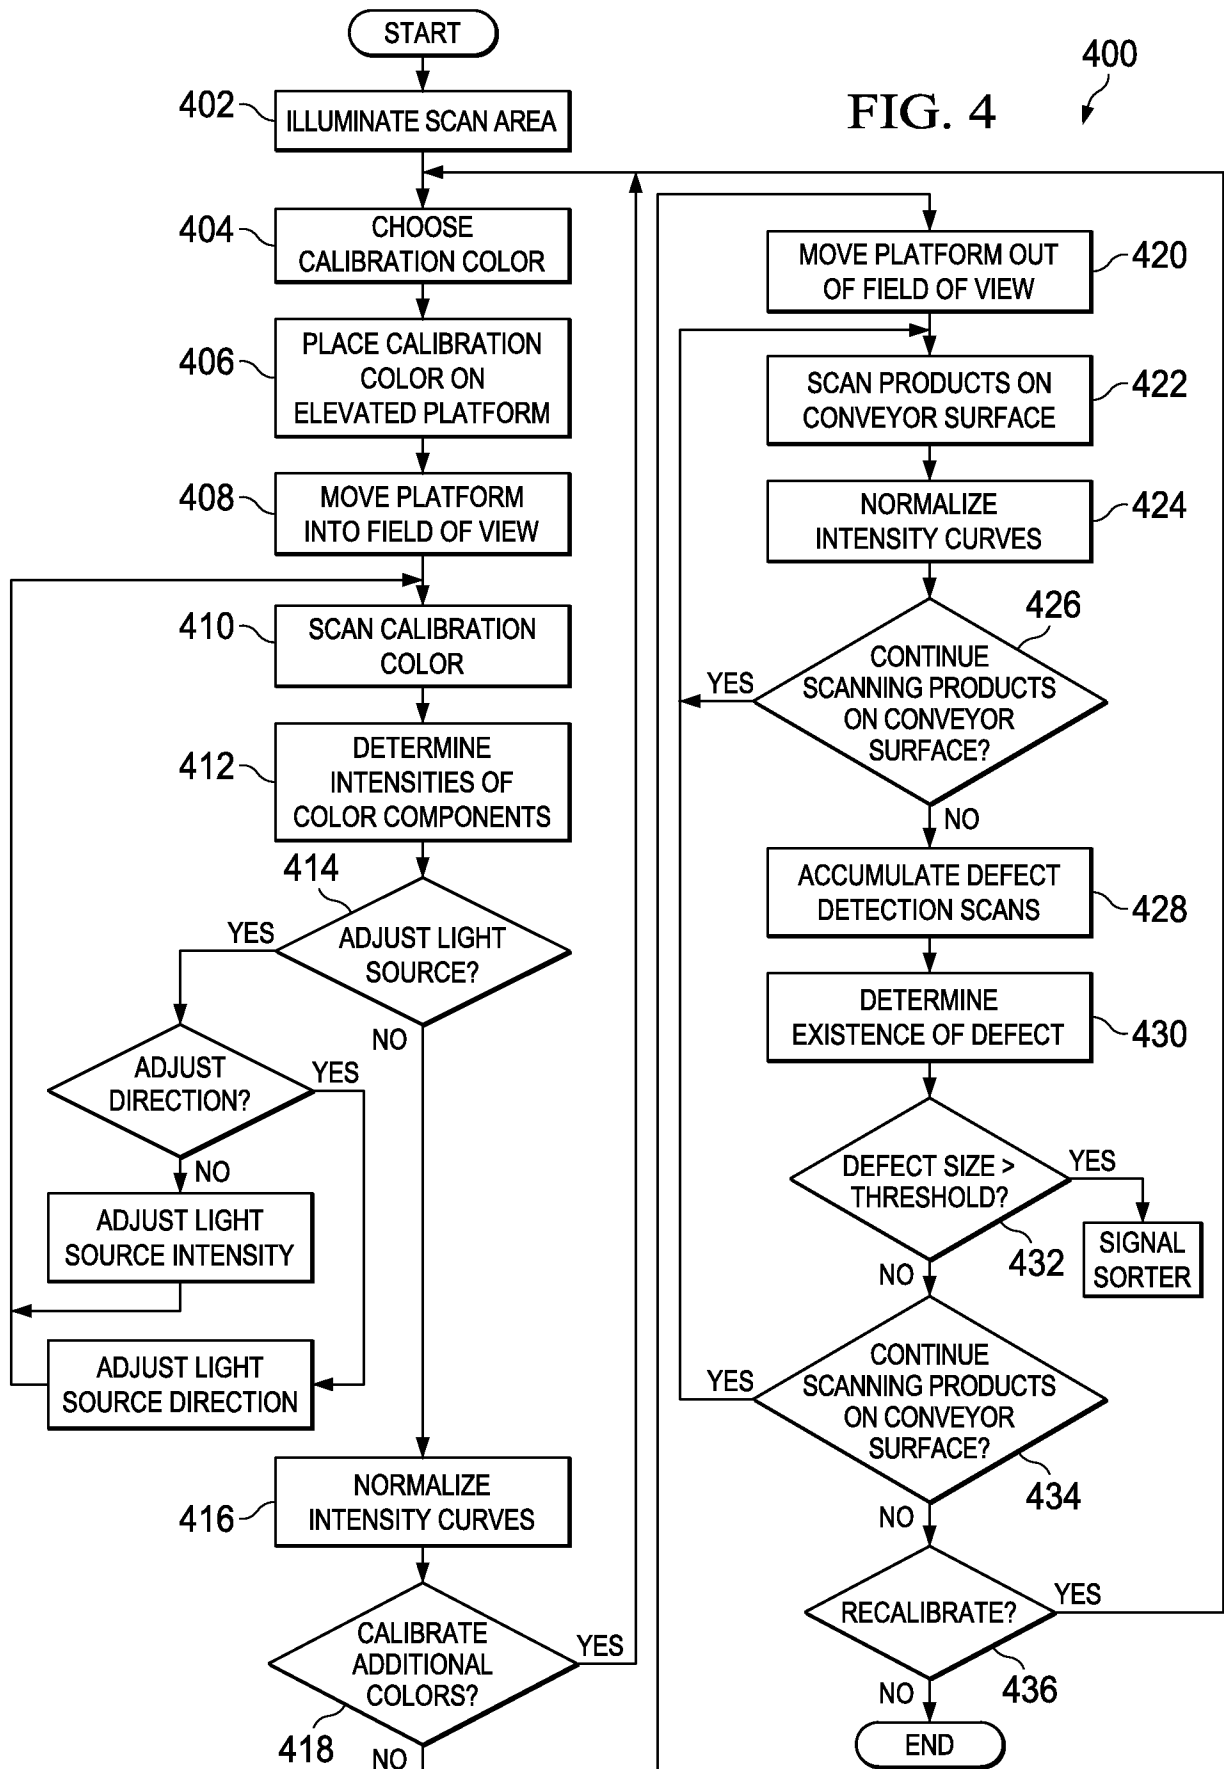 START
FIG. 4
400
402
ILLUMINATE SCAN AREA
404
CHOOSE
CALIBRATION COLOR
406
PLACE CALIBRATION
COLOR ON
ELEVATED PLATFORM
408
MOVE PLATFORM
INTO FIELD OF VIEW
410
SCAN CALIBRATION
COLOR
412
DETERMINE
INTENSITIES OF
COLOR COMPONENTS
414
ADJUST LIGHT
SOURCE?
YES
NO
ADJUST
DIRECTION?
YES
NO
ADJUST LIGHT
SOURCE INTENSITY
ADJUST LIGHT
SOURCE DIRECTION
416
NORMALIZE
INTENSITY CURVES
CALIBRATE
ADDITIONAL
COLORS?
YES
418
NO
MOVE PLATFORM OUT
OF FIELD OF VIEW
420
SCAN PRODUCTS ON
CONVEYOR SURFACE
422
NORMALIZE
INTENSITY CURVES
424
426
CONTINUE
SCANNING PRODUCTS
ON CONVEYOR
SURFACE?
YES
NO
ACCUMULATE DEFECT
DETECTION SCANS
428
DETERMINE
EXISTENCE OF DEFECT
430
DEFECT SIZE >
THRESHOLD?
YES
432
NO
SIGNAL
SORTER
CONTINUE
SCANNING PRODUCTS
ON CONVEYOR
SURFACE?
YES
434
NO
RECALIBRATE?
YES
436
NO
END